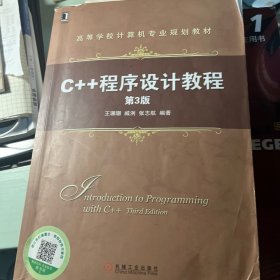 高等学校计算机专业规划教材
C++程序设计教程
第3版
王珊珊 臧洌 张志航 编著
Introduction to Programming
with C++ Third Edition
机械工业出版社